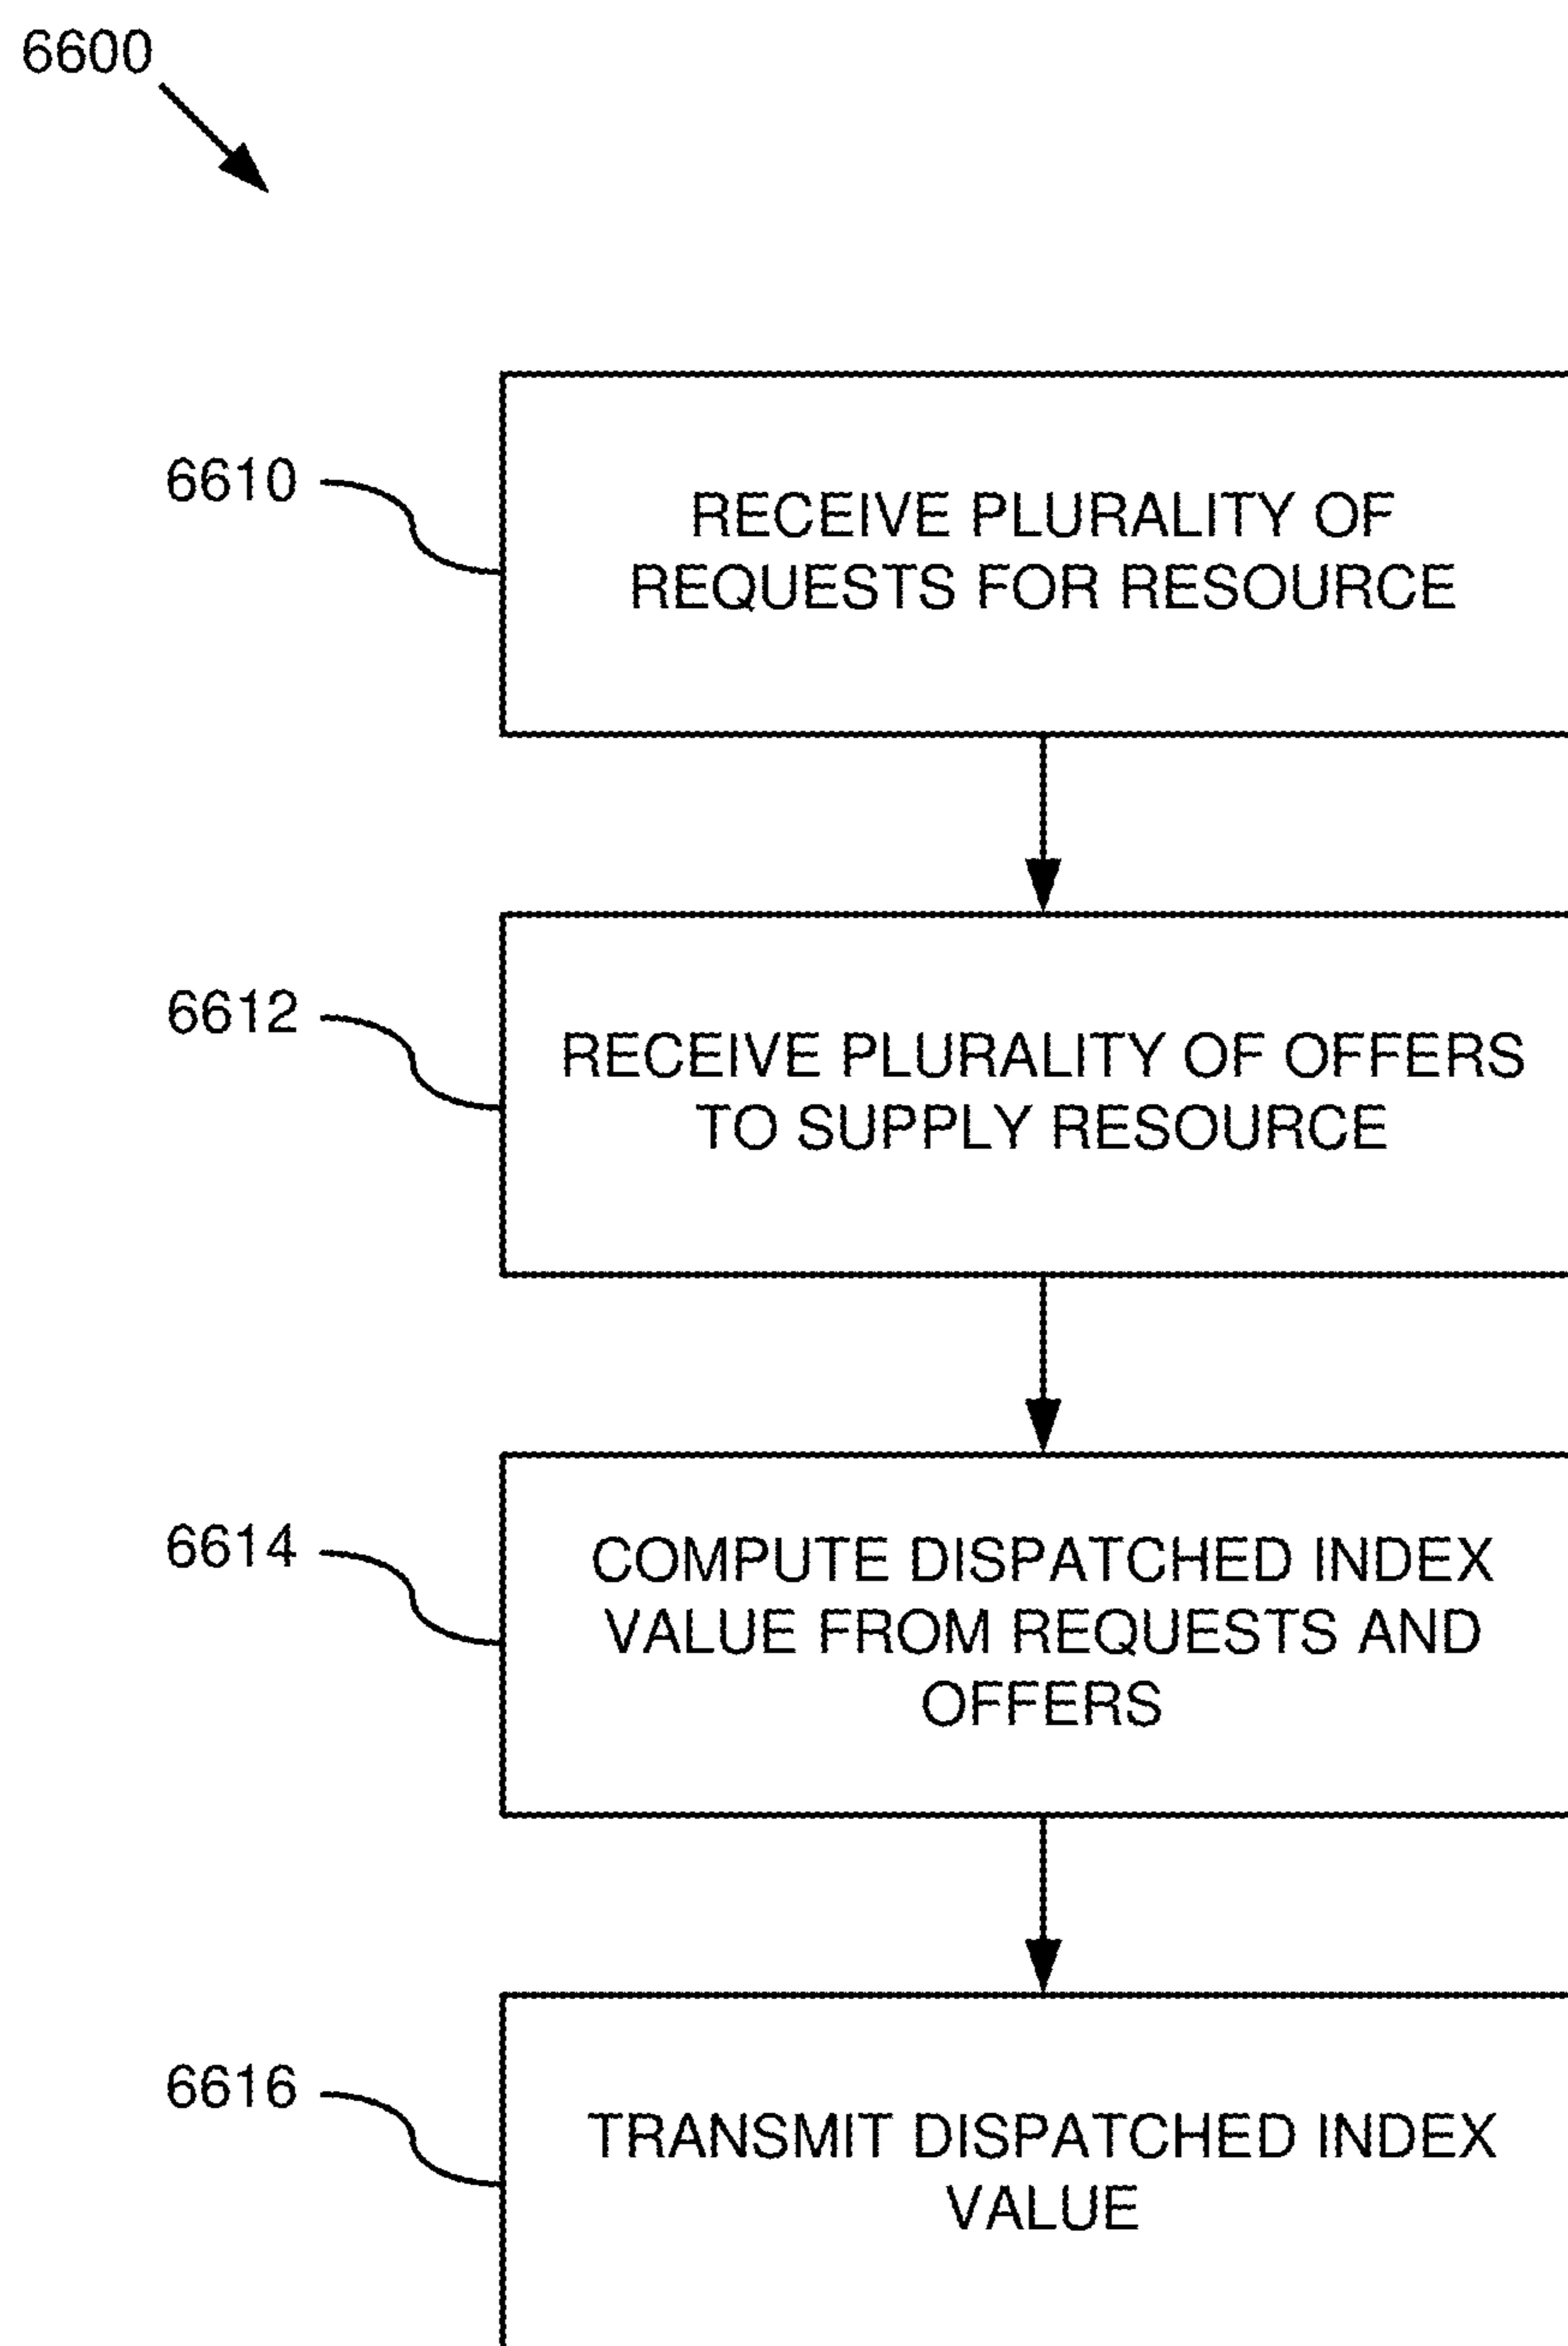 6600
6610
RECEIVE PLURALITY OF
REQUESTS FOR RESOURCE
6612
RECEIVE PLURALITY OF OFFERS
TO SUPPLY RESOURCE
6614
COMPUTE DISPATCHED INDEX
VALUE FROM REQUESTS AND
OFFERS
6616
TRANSMIT DISPATCHED INDEX
VALUE